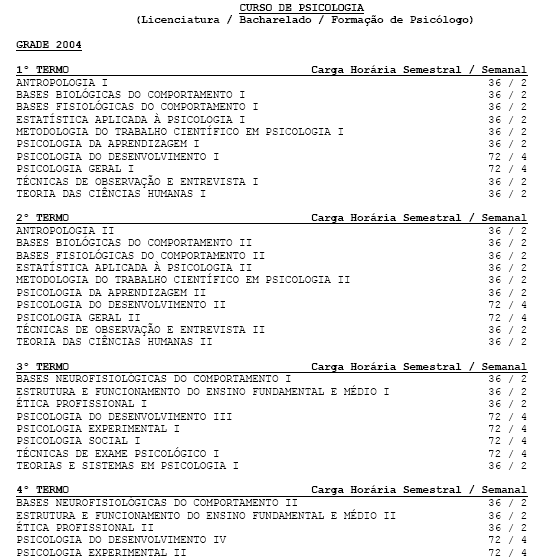 CURSO DE PSICOLOGIA
(Licenciatura / Bacharelado / Formação de Psicólogo)
GRADE 2004
1º TERMO Carga Horária Semestral / Semanal
ANTROPOLOGIA I 36 / 2
BASES BIOLÓGICAS DO COMPORTAMENTO I 36 / 2
BASES FISIOLÓGICAS DO COMPORTAMENTO I 36 / 2
ESTATÍSTICA APLICADA À PSICOLOGIA I 36 / 2
METODOLOGIA DO TRABALHO CIENTÍFICO EM PSICOLOGIA I 36 / 2
PSICOLOGIA DA APRENDIZAGEM I 36 / 2
PSICOLOGIA DO DESENVOLVIMENTO I 72 / 4
PSICOLOGIA GERAL I 72 / 4
TÉCNICAS DE OBSERVAÇÃO E ENTREVISTA I 36 / 2
TEORIA DAS CIÊNCIAS HUMANAS I 36 / 2
2º TERMO Carga Horária Semestral / Semanal
ANTROPOLOGIA II 36 / 2
BASES BIOLÓGICAS DO COMPORTAMENTO II 36 / 2
BASES FISIOLÓGICAS DO COMPORTAMENTO II 36 / 2
ESTATÍSTICA APLICADA À PSICOLOGIA II 36 / 2
METODOLOGIA DO TRABALHO CIENTÍFICO EM PSICOLOGIA II 36 / 2
PSICOLOGIA DA APRENDIZAGEM II 36 / 2
PSICOLOGIA DO DESENVOLVIMENTO II 72 / 4
PSICOLOGIA GERAL II 72 / 4
TÉCNICAS DE OBSERVAÇÃO E ENTREVISTA II 36 / 2
TEORIA DAS CIÊNCIAS HUMANAS II 36 / 2
3º TERMO Carga Horária Semestral / Semanal
BASES NEUROFISIOLÓGICAS DO COMPORTAMENTO I 36 / 2
ESTRUTURA E FUNCIONAMENTO DO ENSINO FUNDAMENTAL E MÉDIO I 36 / 2
ÉTICA PROFISSIONAL I 36 / 2
PSICOLOGIA DO DESENVOLVIMENTO III 72 / 4
PSICOLOGIA EXPERIMENTAL I 72 / 4
PSICOLOGIA SOCIAL I 72 / 4
TÉCNICAS DE EXAME PSICOLÓGICO I 72 / 4
TEORIAS E SISTEMAS EM PSICOLOGIA I 36 / 2
4º TERMO Carga Horária Semestral / Semanal
BASES NEUROFISIOLÓGICAS DO COMPORTAMENTO II 36 / 2
ESTRUTURA E FUNCIONAMENTO DO ENSINO FUNDAMENTAL E MÉDIO II 36 / 2
ÉTICA PROFISSIONAL II 36 / 2
PSICOLOGIA DO DESENVOLVIMENTO IV 72 / 4
PSICOLOGIA EXPERIMENTAL II 72 / 4